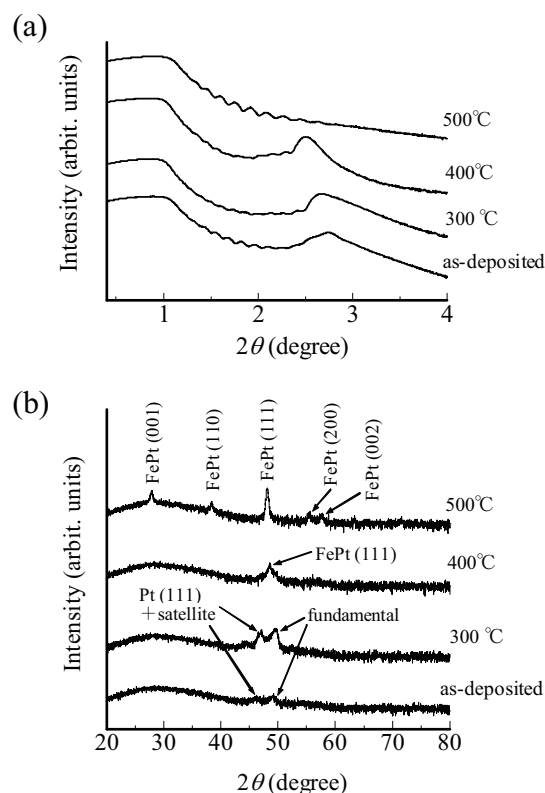 (a)
Intensity (arbit. units)
500℃
400℃
300 ℃
as-deposited
1 2 3 4
2θ (degree)
(b)
Intensity (arbit. units)
FePt (001)
FePt (110)
FePt (111)
FePt (200)
FePt (002)
500℃
FePt (111)
400℃
Pt (111)
+satellite
fundamental
300 ℃
as-deposited
20 30 40 50 60 70 80
2θ (degree)